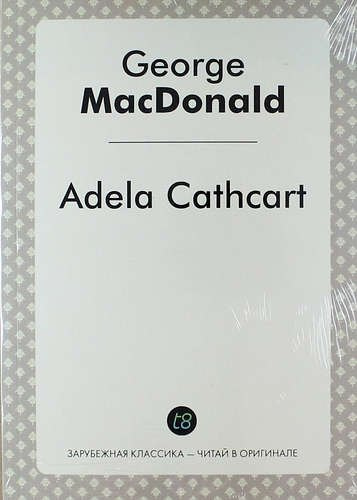 George
MacDonald
Adela Cathcart
t8
ЗАРУБЕЖНАЯ КЛАССИКА — ЧИТАЙ В ОРИГИНАЛЕ